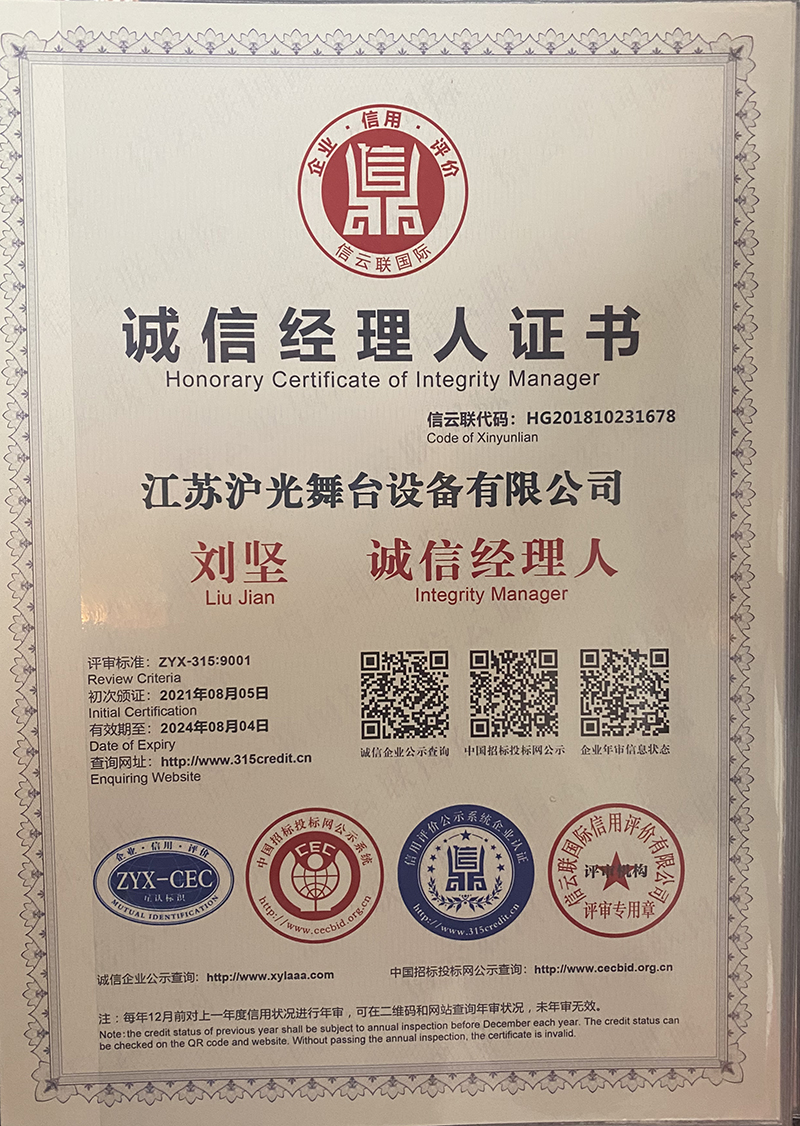 企业·信用·评价
信
信云联国际
诚信经理人证书
Honorary Certificate of Integrity Manager
信云联代码：HG201810231678
Code of Xinyunlian
江苏沪光舞台设备有限公司
刘坚 诚信经理人
Liu Jian Integrity Manager
评审标准：ZYX-315:9001
Review Criteria
初次颁证：2021年08月05日
Initial Certification
有效期至：2024年08月04日
Date of Expiry
查询网址：http://www.315credit.cn
Enquiring Website
诚信企业公示查询 中国招标投标网公示 企业年审信息状态
企业·信用·评价
ZYX-CEC
互认标识
MUTUAL IDENTIFICATION
中国招标投标网公示系统
CEC
http://www.cecbid.org.cn
信用评价公示系统企业认证
信
http://www.315credit.cn
信云联国际信用评价有限公司
评审机构
评审专用章
诚信企业公示查询：http://www.xylaaa.com
中国招标投标网公示查询：http://www.cecbid.org.cn
注：每年12月前对上一年度信用状况进行年审，可在二维码和网站查询年审状况，未年审无效。
Note:the credit status of previous year shall be subject to annual inspection before December each year. The credit status can
be checked on the QR code and website. Without passing the annual inspection, the certificate is invalid.